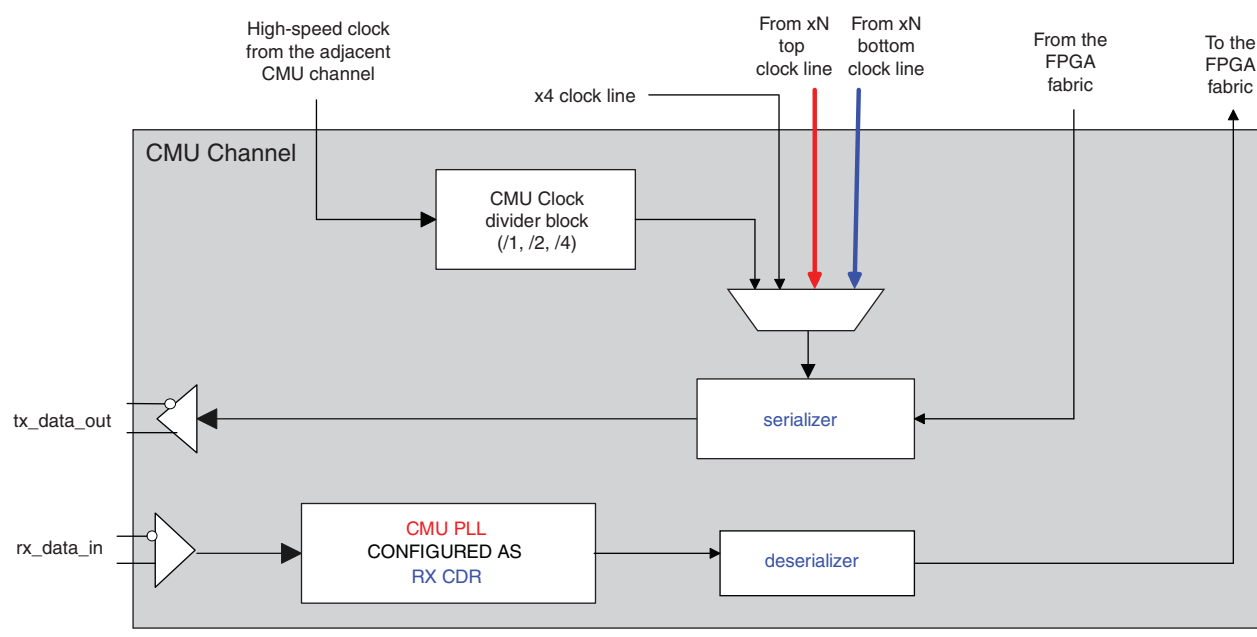 High-speed clock
from the adjacent
CMU channel
x4 clock line
From xN
top
clock line
From xN
bottom
clock line
From the
FPGA
fabric
To the
FPGA
fabric
CMU Channel
CMU Clock
divider block
(/1, /2, /4)
tx_data_out
serializer
rx_data_in
CMU PLL
CONFIGURED AS
RX CDR
deserializer